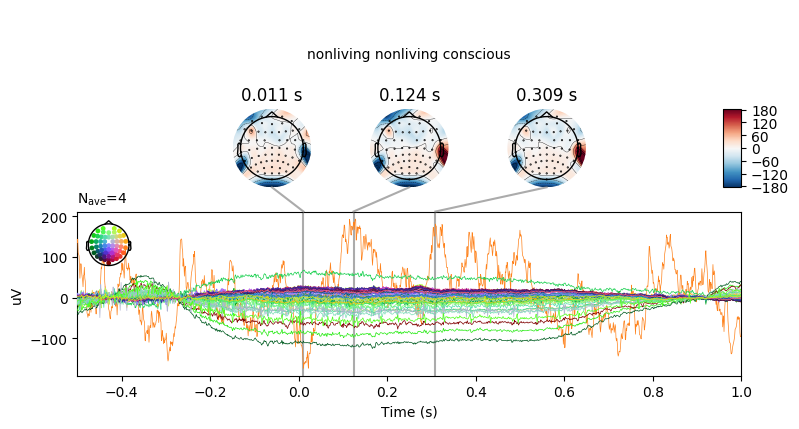 nonliving nonliving conscious
0.011 s 0.124 s 0.309 s
180
120
60
0
−60
−120
−180
Nave=4
200
100
0
−100
uV
−0.4 −0.2 0.0 0.2 0.4 0.6 0.8 1.0
Time (s)